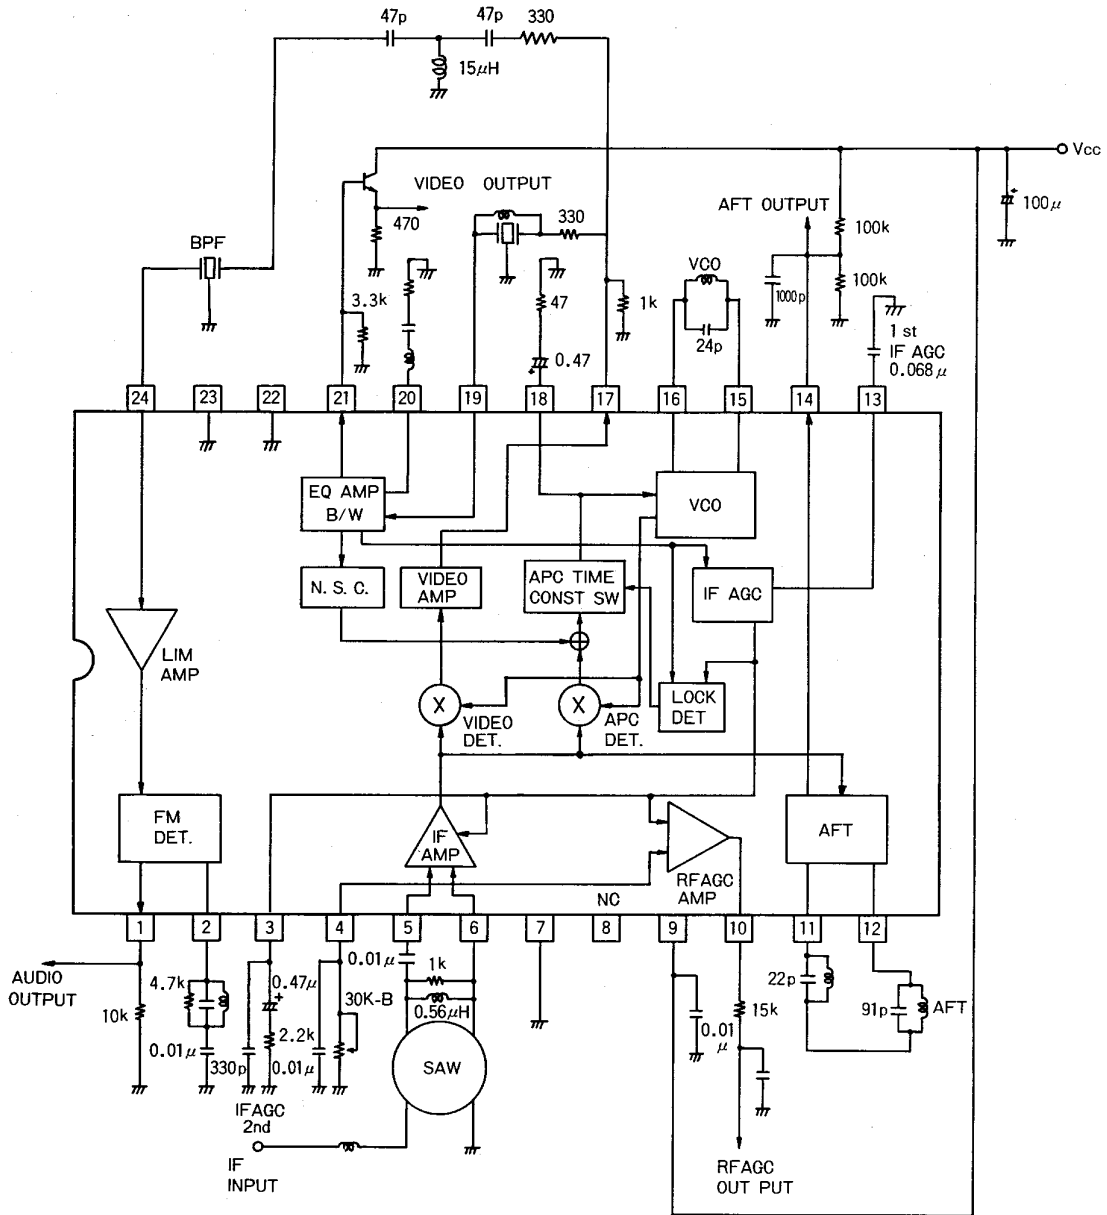 47p
47p
330
15μH
Vcc
VIDEO OUTPUT
470
330
AFT OUTPUT
100k
100μ
BPF
VCO
100k
1000p
3.3k
47
1k
24p
1 st
IF AGC
0.068μ
0.47
24
23
22
21
20
19
18
17
16
15
14
13
EQ AMP
B/W
VCO
N.S.C.
VIDEO
AMP
APC TIME
CONST SW
IF AGC
LIM
AMP
X
VIDEO
DET.
X
APC
DET.
LOCK
DET
FM
DET.
IF
AMP
RFAGC
AMP
AFT
NC
1
2
3
4
5
6
7
8
9
10
11
12
AUDIO
OUTPUT
10k
4.7k
0.01μ
330p
0.47μ
+
2.2k
0.01μ
IFAGC
2nd
30K-B
0.01μ
1k
0.56μH
SAW
IF
INPUT
0.01
μ
15k
RFAGC
OUT PUT
22p
91p
AFT